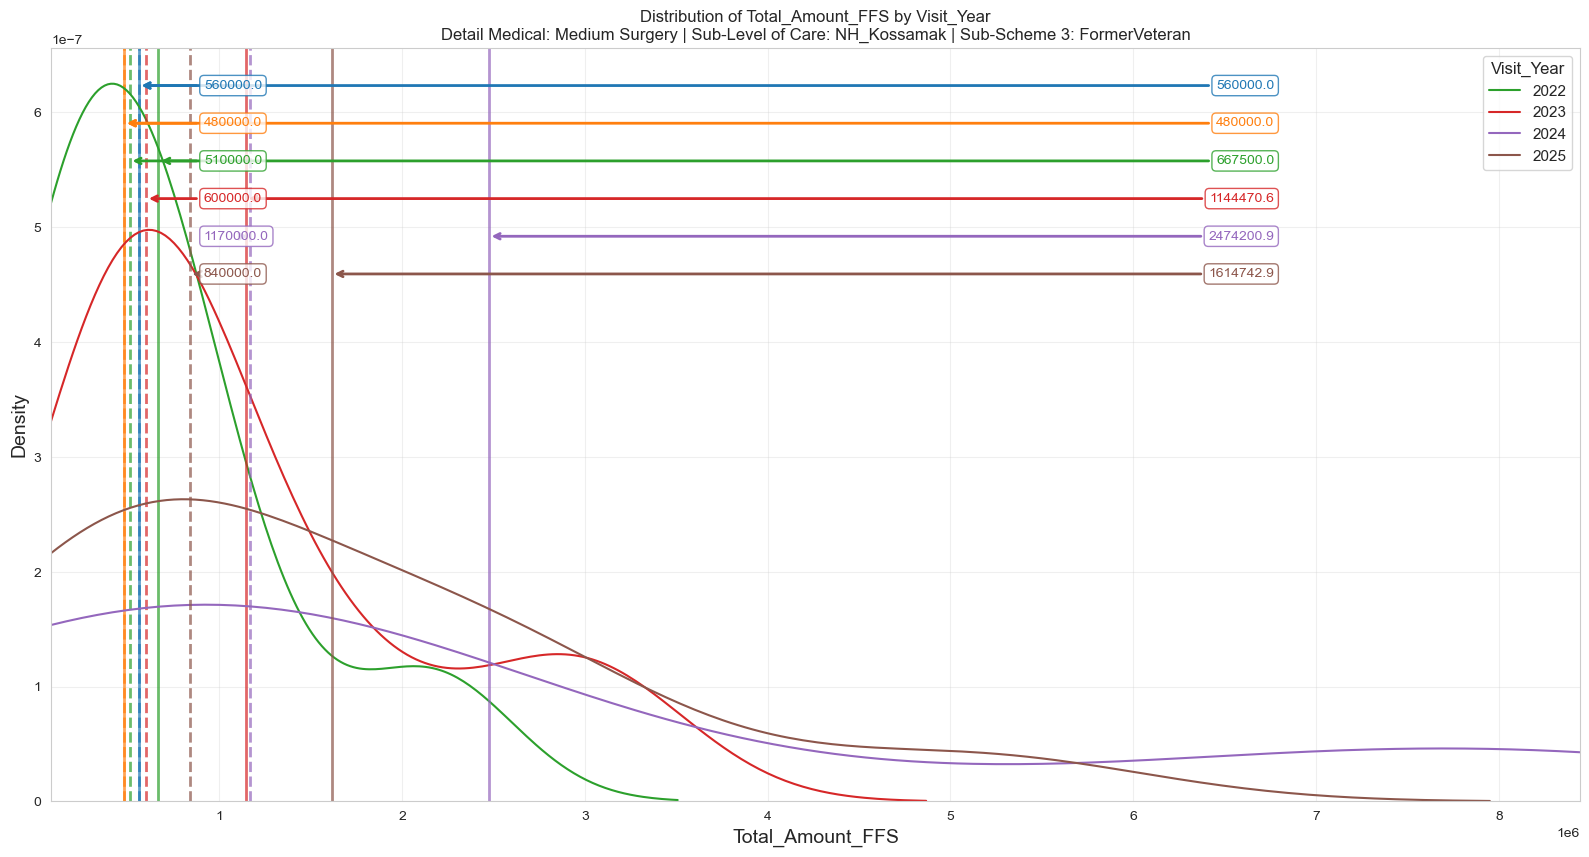 Distribution of Total_Amount_FFS by Visit_Year
Detail Medical: Medium Surgery | Sub-Level of Care: NH_Kossamak | Sub-Scheme 3: FormerVeteran
1e−7
Visit_Year
2022
2023
2024
2025
560000.0 560000.0
480000.0 480000.0
510000.0 667500.0
600000.0 1144470.6
1170000.0 2474200.9
840000.0 1614742.9
6
5
4
3
2
1
0
Density
1 2 3 4 5 6 7 8
1e6
Total_Amount_FFS